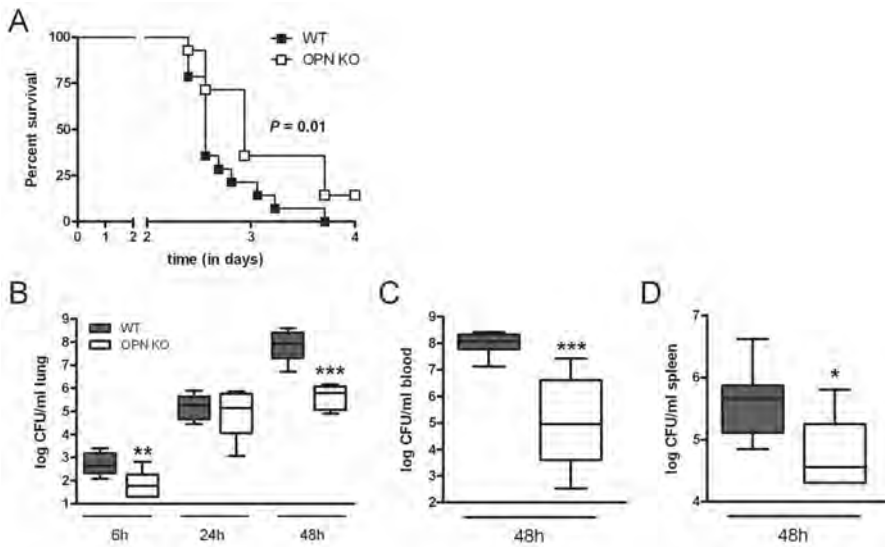 A
WT
OPN KO
Percent survival
100
75
50
25
0
P = 0.01
0 1 2 2 3 4
time (in days)
B
WT
OPN KO
log CFU/ml lung
9
8
7
6
5
4
3
2
1
**
***
6h 24h 48h
C
log CFU/ml blood
9
8
7
6
5
4
3
2
***
48h
D
log CFU/ml spleen
7
6
5
4
*
48h